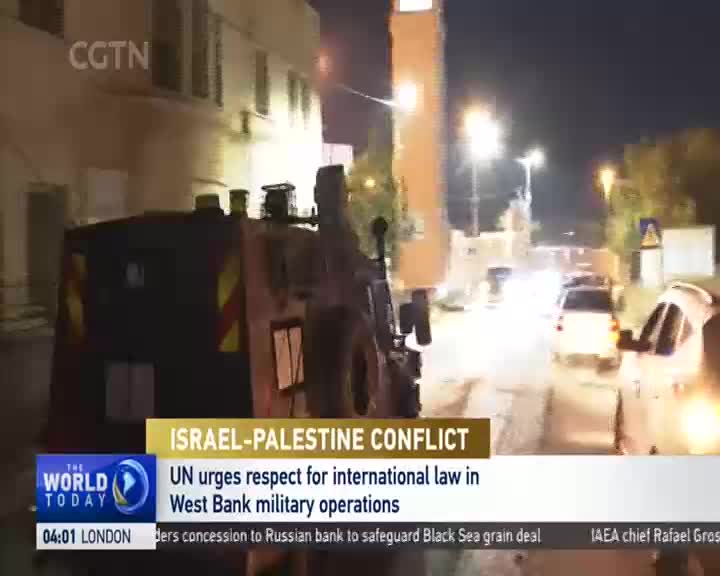 CGTN
ISRAEL-PALESTINE CONFLICT
UN urges respect for international law in
West Bank military operations
THE
WORLD
TODAY
04:01 LONDON
ders concession to Russian bank to safeguard Black Sea grain deal IAEA chief Rafael Gros